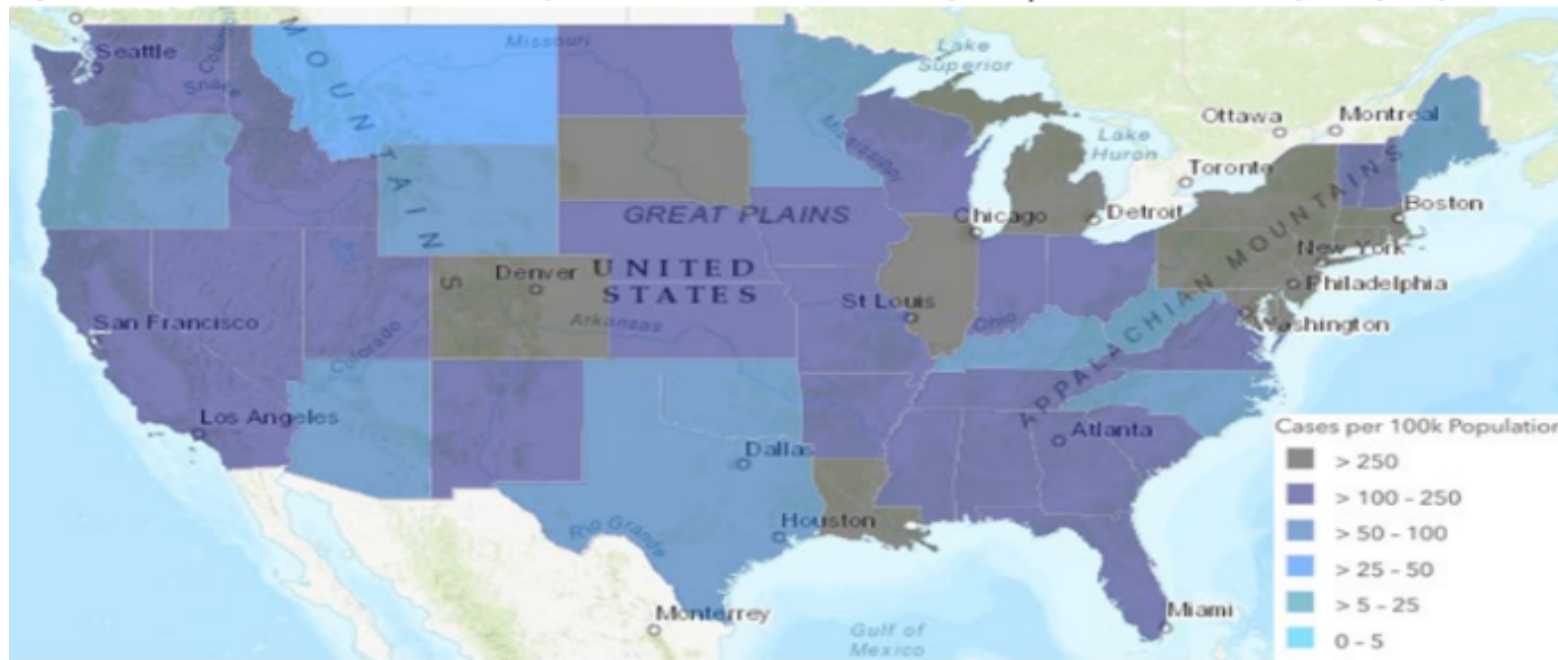 Seattle
Columbia
Snake
MOUNTAINS
Missouri
Lake
Superior
Ottawa
Montreal
Mississippi
Lake
Huron
Toronto
GREAT PLAINS
Chicago
Detroit
Boston
New York
Denver
UNITED
STATES
Philadelphia
St Louis
San Francisco
Arkansas
Ohio
Washington
Colorado
APPALACHIAN MOUNTAINS
Los Angeles
Atlanta
Dallas
Houston
Rio Grande
Monterrey
Miami
Gulf of
Mexico
Cases per 100k Population
> 250
> 100 - 250
> 50 - 100
> 25 - 50
> 5 - 25
0 - 5